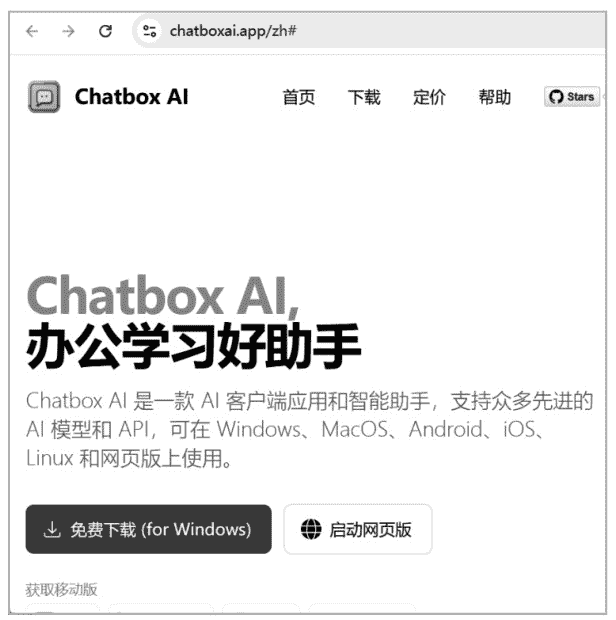 chatboxai.app/zh#
Chatbox AI 首页 下载 定价 帮助 Stars
Chatbox AI,
办公学习好助手
Chatbox AI 是一款 AI 客户端应用和智能助手，支持众多先进的
AI 模型和 API，可在 Windows、MacOS、Android、iOS、
Linux 和网页版上使用。
免费下载 (for Windows) 启动网页版
获取移动版